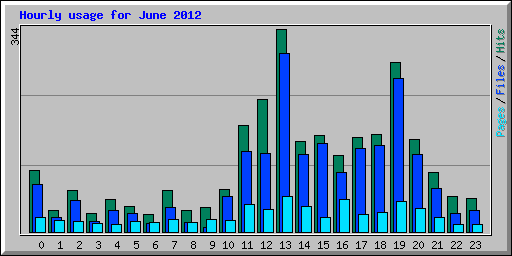 Hourly usage for June 2012
344
Pages / Files / Hits
0 1 2 3 4 5 6 7 8 9 10 11 12 13 14 15 16 17 18 19 20 21 22 23